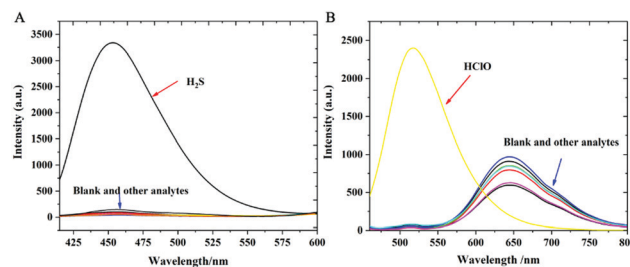 A
3500
3000
2500
2000
1500
1000
500
0
Intensity (a.u.)
H₂S
Blank and other analytes
425
450
475
500
525
550
575
600
Wavelength/nm
B
2500
2000
1500
1000
500
0
Intensity (a.u.)
HClO
Blank and other analytes
500
550
600
650
700
750
800
Wavelength /nm